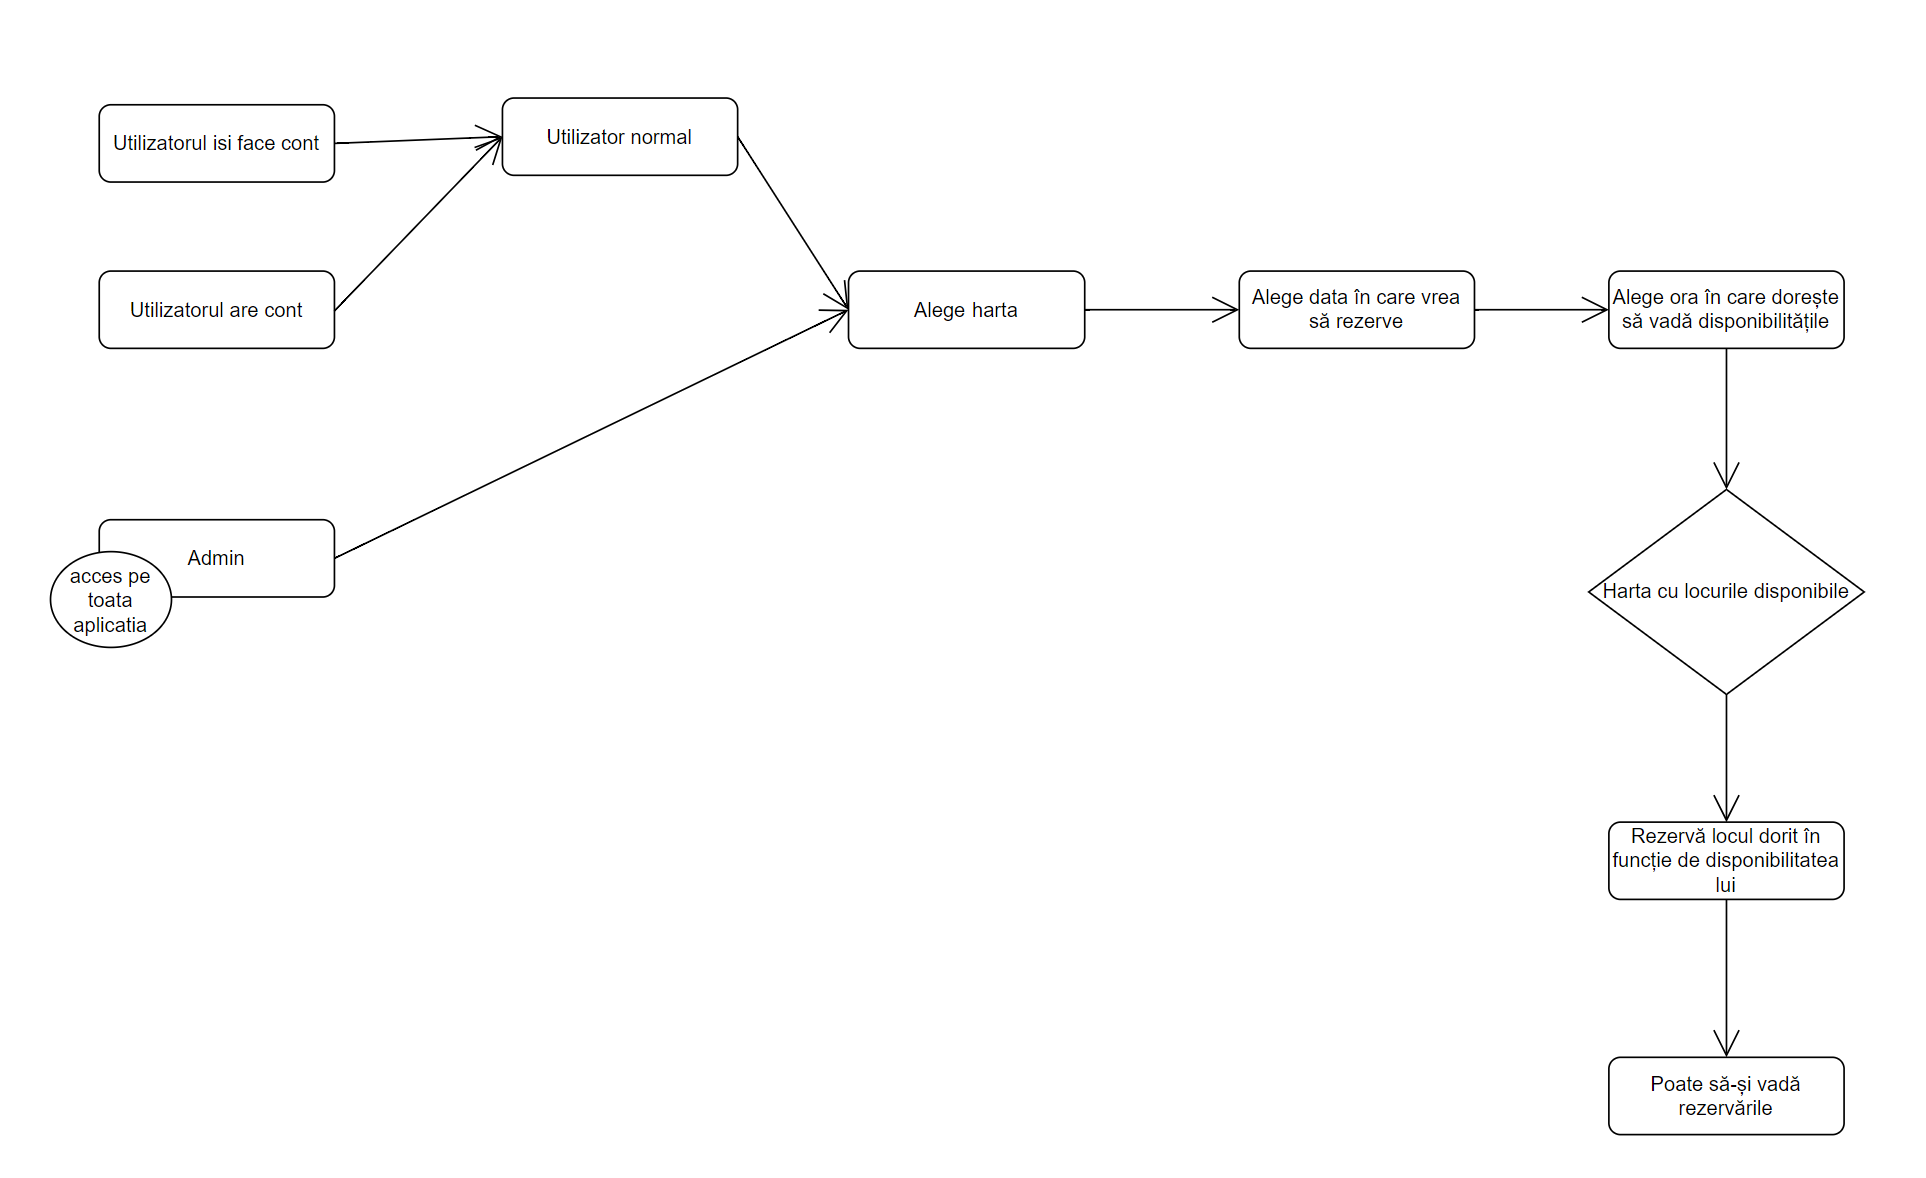 Utilizatorul isi face cont
Utilizator normal
Utilizatorul are cont
Alege harta
Alege data în care vrea
să rezerve
Alege ora în care dorește
să vadă disponibilitățile
Admin
acces pe
toata
aplicatia
Harta cu locurile disponibile
Rezervă locul dorit în
funcție de disponibilitatea
lui
Poate să-și vadă
rezervările